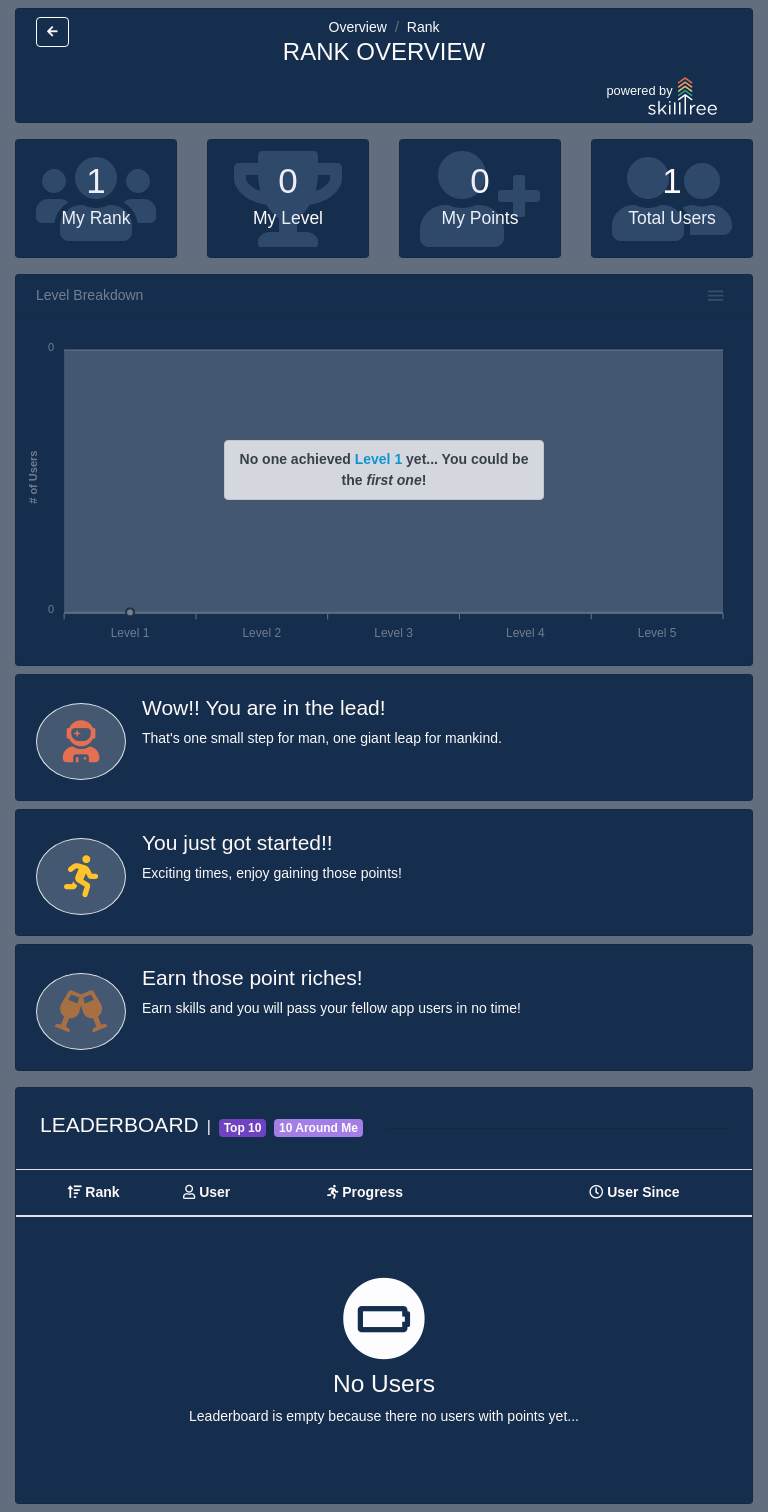 Overview / Rank
RANK OVERVIEW
powered by
skilltree
1
My Rank
0
My Level
0
My Points
1
Total Users
Level Breakdown
0
# of Users
No one achieved Level 1 yet... You could be
the first one!
0
Level 1 Level 2 Level 3 Level 4 Level 5
Wow!! You are in the lead!
That's one small step for man, one giant leap for mankind.
You just got started!!
Exciting times, enjoy gaining those points!
Earn those point riches!
Earn skills and you will pass your fellow app users in no time!
LEADERBOARD | Top 10 10 Around Me
Rank User Progress User Since
No Users
Leaderboard is empty because there no users with points yet...